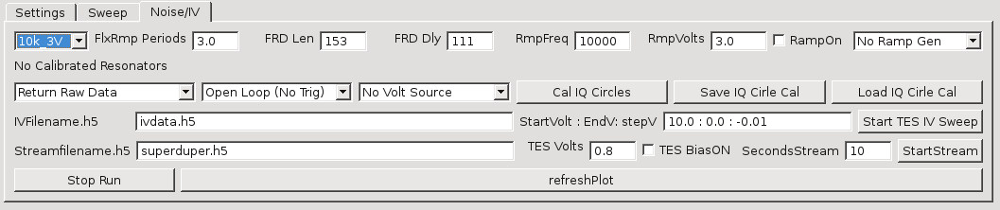 Settings Sweep Noise/IV
10k_3V FlxRmp Periods 3.0 FRD Len 153 FRD Dly 111 RmpFreq 10000 RmpVolts 3.0 RampOn No Ramp Gen
No Calibrated Resonators
Return Raw Data Open Loop (No Trig) No Volt Source Cal IQ Circles Save IQ Cirle Cal Load IQ Cirle Cal
IVFilename.h5 ivdata.h5 StartVolt : EndV: stepV 10.0 : 0.0 : -0.01 Start TES IV Sweep
Streamfilename.h5 superduper.h5 TES Volts 0.8 TES BiasON SecondsStream 10 StartStream
Stop Run refreshPlot